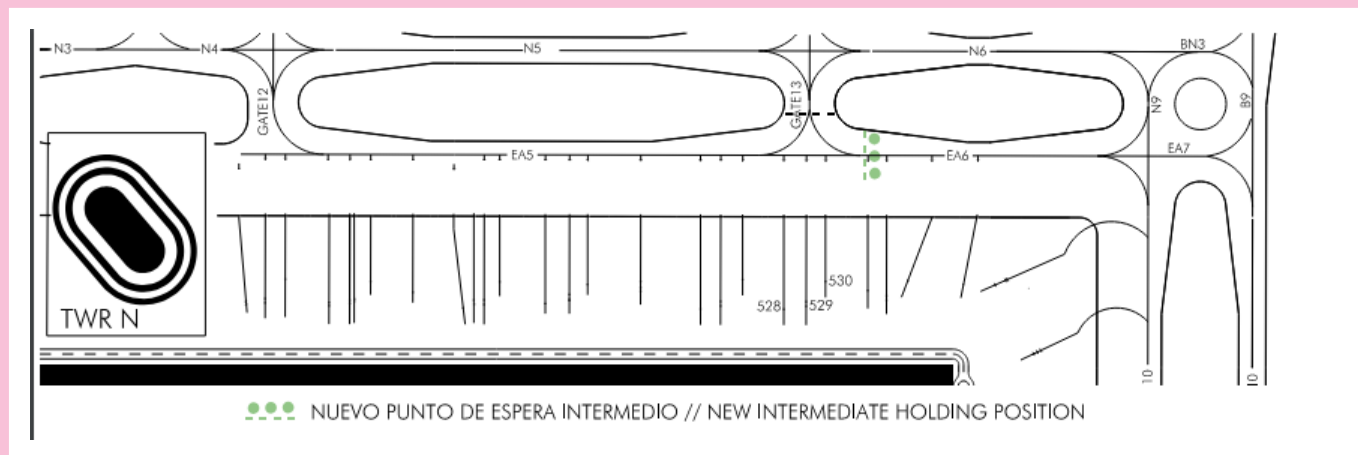 N3
N4
N5
N6
BN3
GATE12
GATE13
N9
B9
EA5
EA6
EA7
TWR N
528
529
530
10
NUEVO PUNTO DE ESPERA INTERMEDIO // NEW INTERMEDIATE HOLDING POSITION